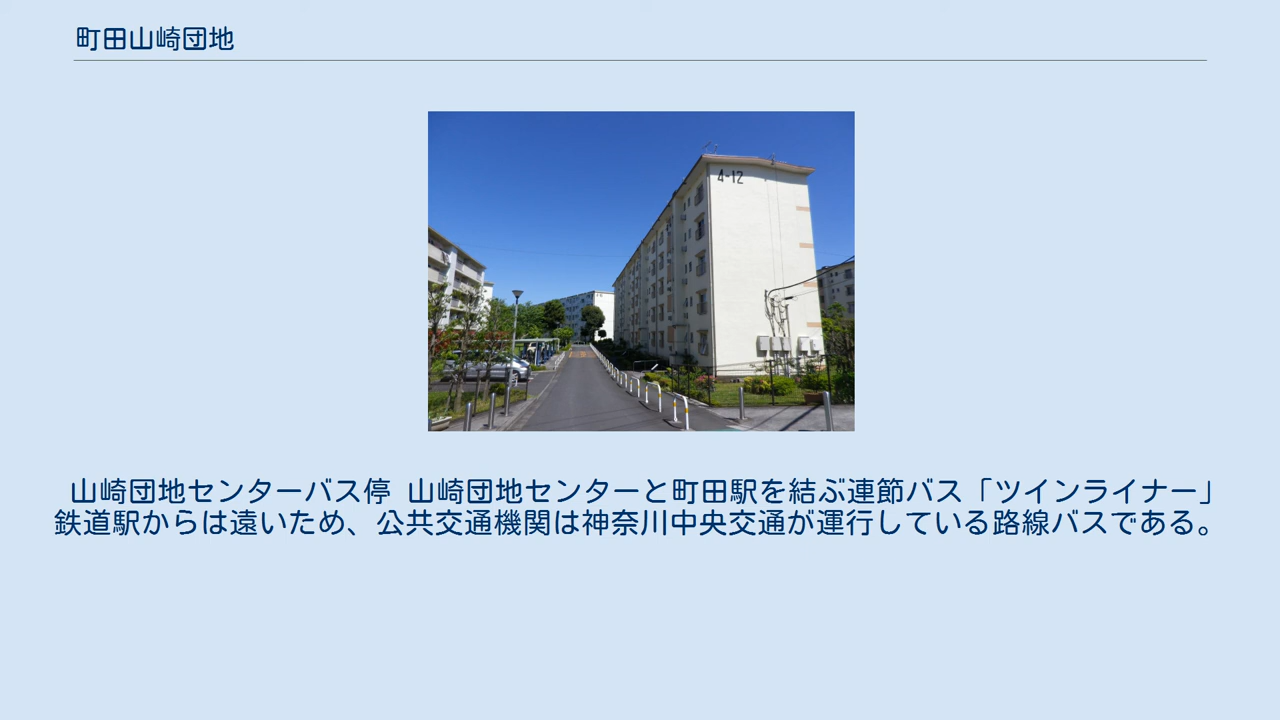 町田山崎団地
4-12
山崎団地センターバス停 山崎団地センターと町田駅を結ぶ連節バス「ツインライナー」
鉄道駅からは遠いため、公共交通機関は神奈川中央交通が運行している路線バスである。